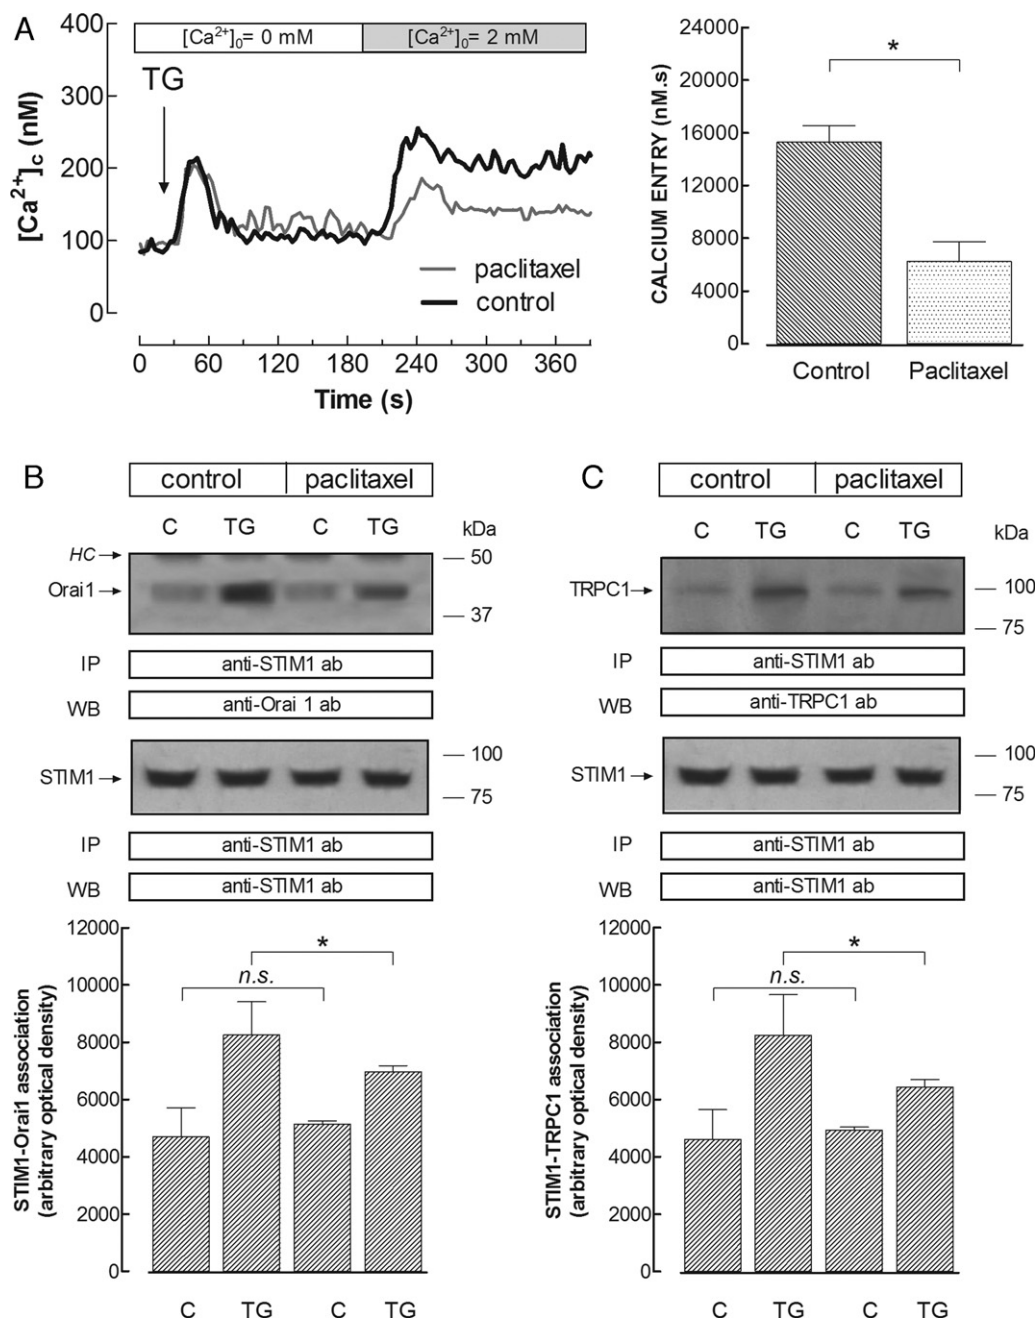 A
[Ca2+]0= 0 mM
[Ca2+]0= 2 mM
TG
[Ca2+]c (nM)
400
300
200
100
0
paclitaxel
control
0
60
120
180
240
300
360
Time (s)
CALCIUM ENTRY (nM.s)
24000
20000
16000
12000
8000
4000
0
*
Control
Paclitaxel
B
control
paclitaxel
C
TG
C
TG
kDa
HC
50
Orai1
37
IP
anti-STIM1 ab
WB
anti-Orai 1 ab
100
STIM1
75
IP
anti-STIM1 ab
WB
anti-STIM1 ab
STIM1-Orai1 association
(arbitrary optical density)
12000
10000
8000
6000
4000
2000
0
*
n.s.
C
TG
C
TG
C
control
paclitaxel
C
TG
C
TG
kDa
TRPC1
100
75
IP
anti-STIM1 ab
WB
anti-TRPC1 ab
100
STIM1
75
IP
anti-STIM1 ab
WB
anti-STIM1 ab
STIM1-TRPC1 association
(arbitrary optical density)
12000
10000
8000
6000
4000
2000
0
*
n.s.
C
TG
C
TG